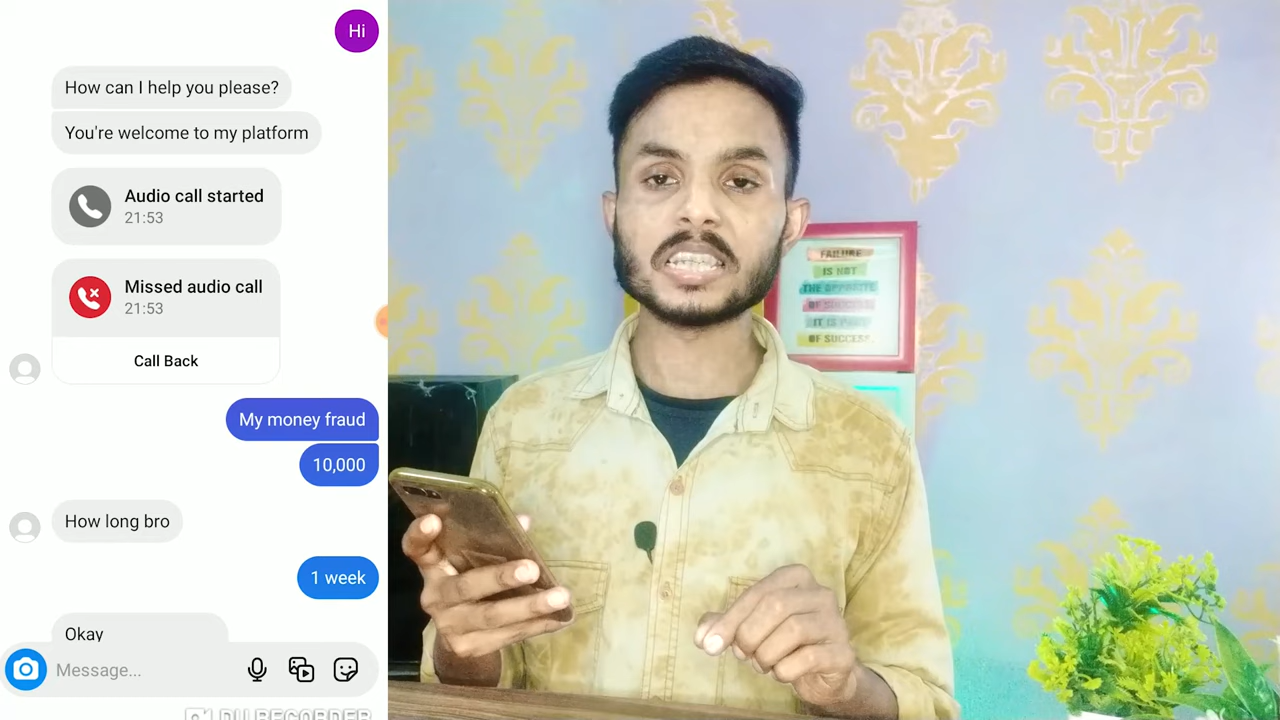 Hi
How can I help you please?
You're welcome to my platform
Audio call started
21:53
Missed audio call
21:53
Call Back
My money fraud
10,000
How long bro
1 week
Okay
Message...
DU RECORDER
FAILURE
IS NOT
THE OPPOSITE
OF SUCCESS
IT IS PART
OF SUCCESS.